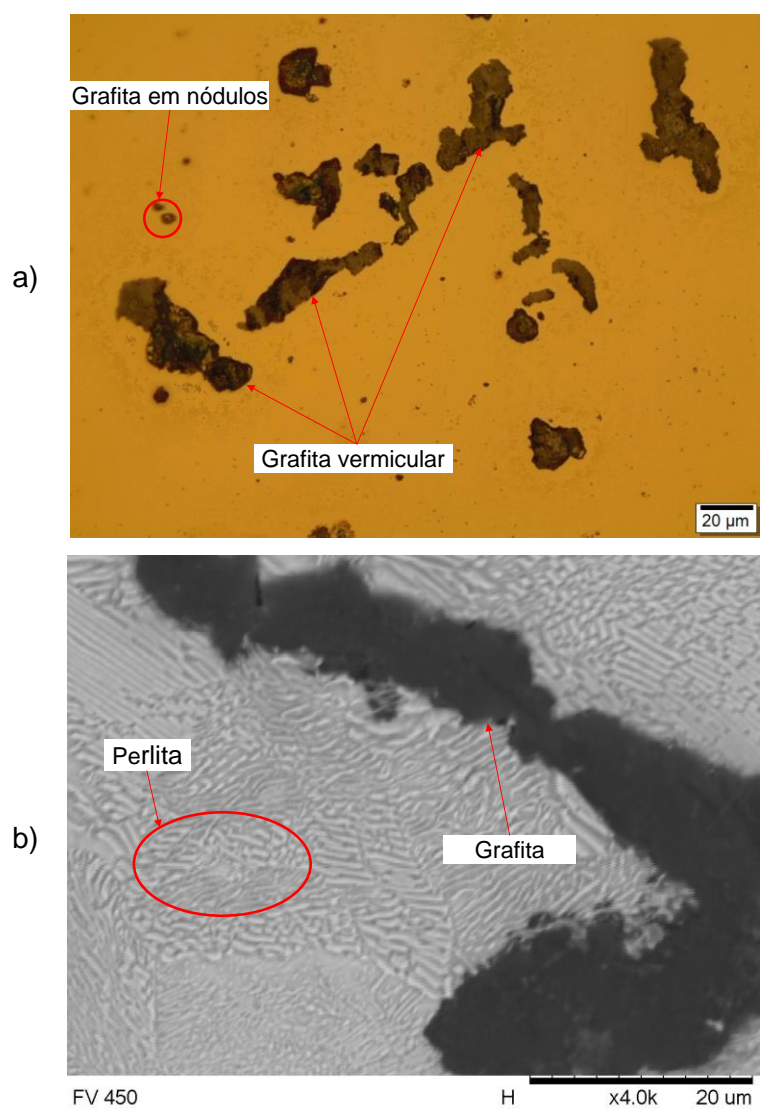 a)
Grafita em nódulos
Grafita vermicular
20 µm
b)
Perlita
Grafita
FV 450
H
x4.0k
20 um